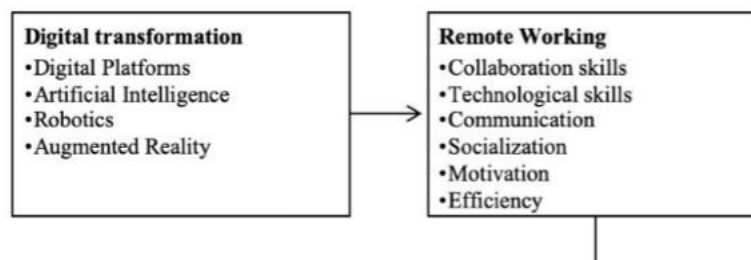 Digital transformation
•Digital Platforms
•Artificial Intelligence
•Robotics
•Augmented Reality
Remote Working
•Collaboration skills
•Technological skills
•Communication
•Socialization
•Motivation
•Efficiency